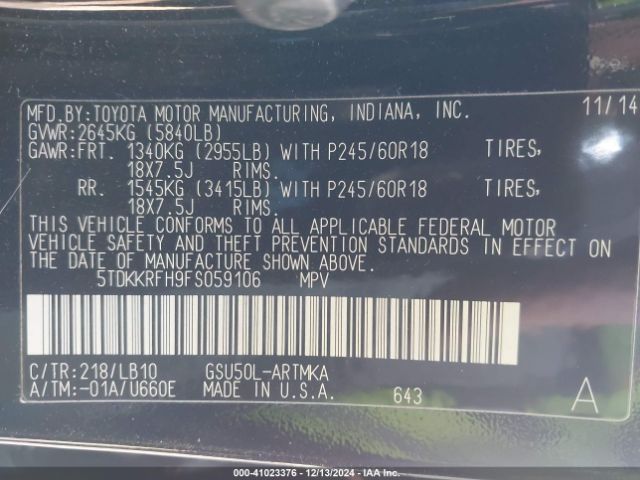 MFD.BY:TOYOTA MOTOR MANUFACTURING, INDIANA, INC. 11/14
GVWR:2645KG (5840LB)
GAWR:FRT. 1340KG (2955LB) WITH P245/60R18 TIRES,
18X7.5J RIMS.
RR. 1545KG (3415LB) WITH P245/60R18 TIRES,
18X7.5J RIMS.
THIS VEHICLE CONFORMS TO ALL APPLICABLE FEDERAL MOTOR
VEHICLE SAFETY AND THEFT PREVENTION STANDARDS IN EFFECT ON
THE DATE OF MANUFACTURE SHOWN ABOVE.
5TDKKRFH9FS059106 MPV
C/TR:218/LB10 GSU50L-ARTMKA
A/TM:-01A/U660E MADE IN U.S.A. 643 A
000-41023376 - 12/13/2024 - IAA Inc.